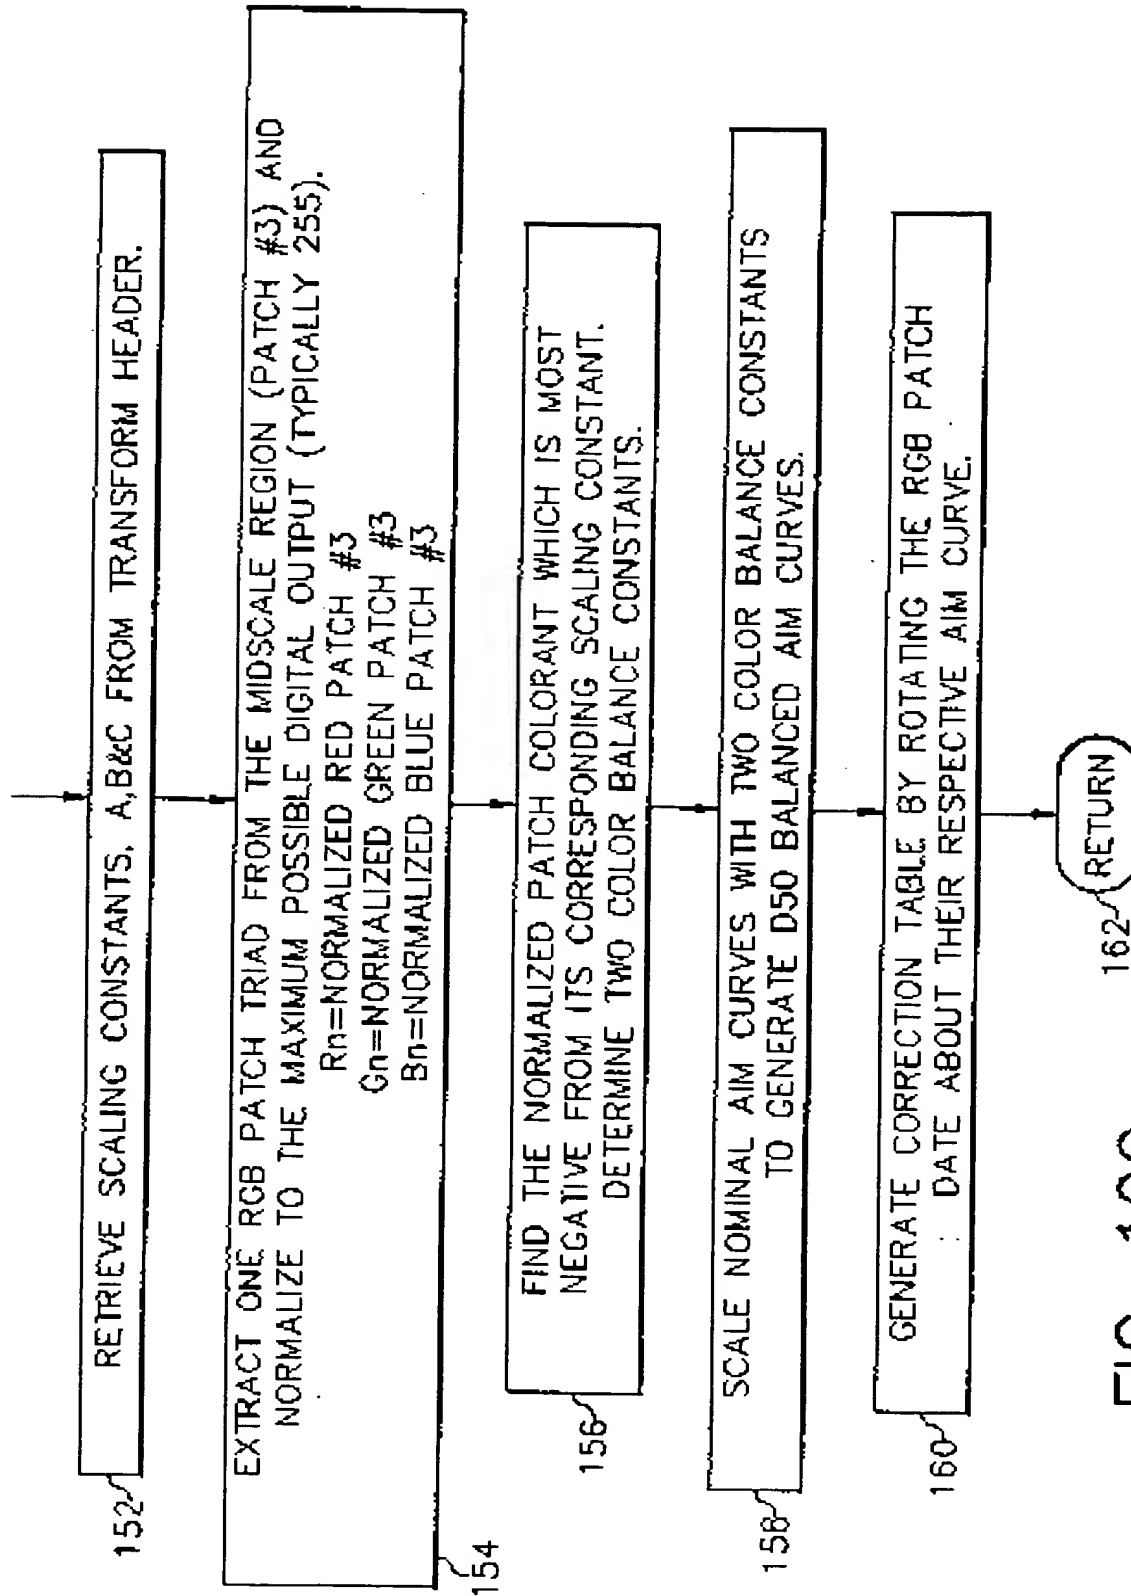 RETRIEVE SCALING CONSTANTS, A,B&C FROM TRANSFORM HEADER.
152
EXTRACT ONE RGB PATCH TRIAD FROM THE MIDSCALE REGION (PATCH #3) AND
NORMALIZE TO THE MAXIMUM POSSIBLE DIGITAL OUTPUT (TYPICALLY 255).
Rn=NORMALIZED RED PATCH #3
Gn=NORMALIZED GREEN PATCH #3
Bn=NORMALIZED BLUE PATCH #3
154
FIND THE NORMALIZED PATCH COLORANT WHICH IS MOST
NEGATIVE FROM ITS CORRESPONDING SCALING CONSTANT.
DETERMINE TWO COLOR BALANCE CONSTANTS.
156
SCALE NOMINAL AIM CURVES WITH TWO COLOR BALANCE CONSTANTS
TO GENERATE D50 BALANCED AIM CURVES.
158
GENERATE CORRECTION TABLE BY ROTATING THE RGB PATCH
DATE ABOUT THEIR RESPECTIVE AIM CURVE.
160
RETURN
162